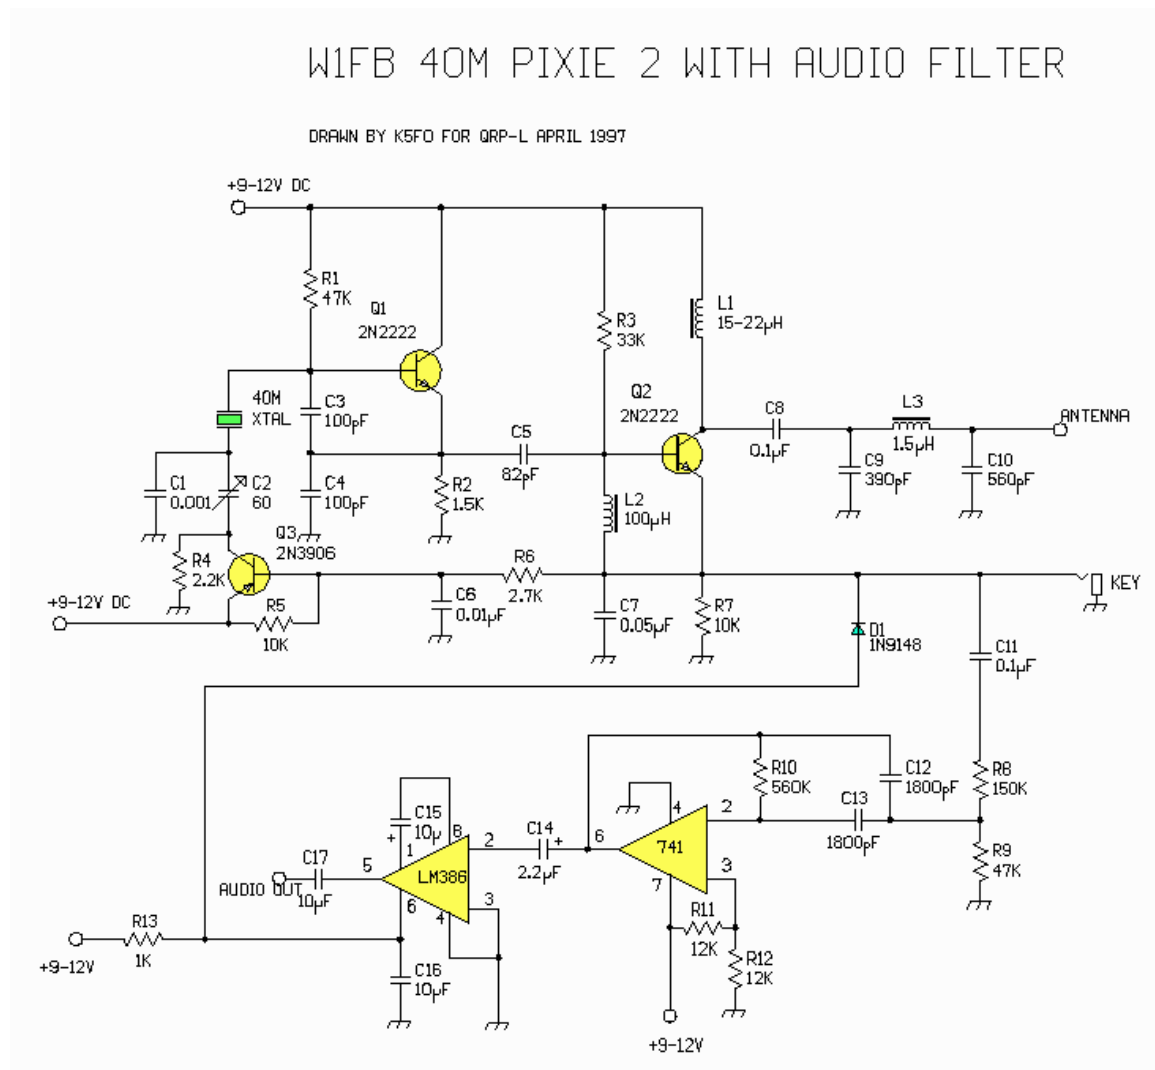 W1FB 40M PIXIE 2 WITH AUDIO FILTER
DRAWN BY K5FO FOR QRP-L APRIL 1997
+9-12V DC
R1
47K
Q1
2N2222
R3
33K
L1
15-22µH
Q2
2N2222
40M
XTAL
C3
100pF
C5
82pF
C8
0.1µF
L3
1.5µH
ANTENNA
C1
0.001
C2
60
C4
100pF
R2
1.5K
L2
100µH
C9
390pF
C10
560pF
Q3
2N3906
R4
2.2K
R6
2.7K
KEY
+9-12V DC
R5
10K
C6
0.01µF
C7
0.05µF
R7
10K
D1
1N9148
C11
0.1µF
R10
560K
C12
1800pF
R8
150K
C13
1800pF
C15
10µ
+
1
8
2
C14
+
2.2µF
6
4
741
2
3
7
R9
47K
C17
10µF
AUDIO OUT
5
LM386
6
4
3
R11
12K
R12
12K
R13
1K
+9-12V
C16
10µF
+9-12V